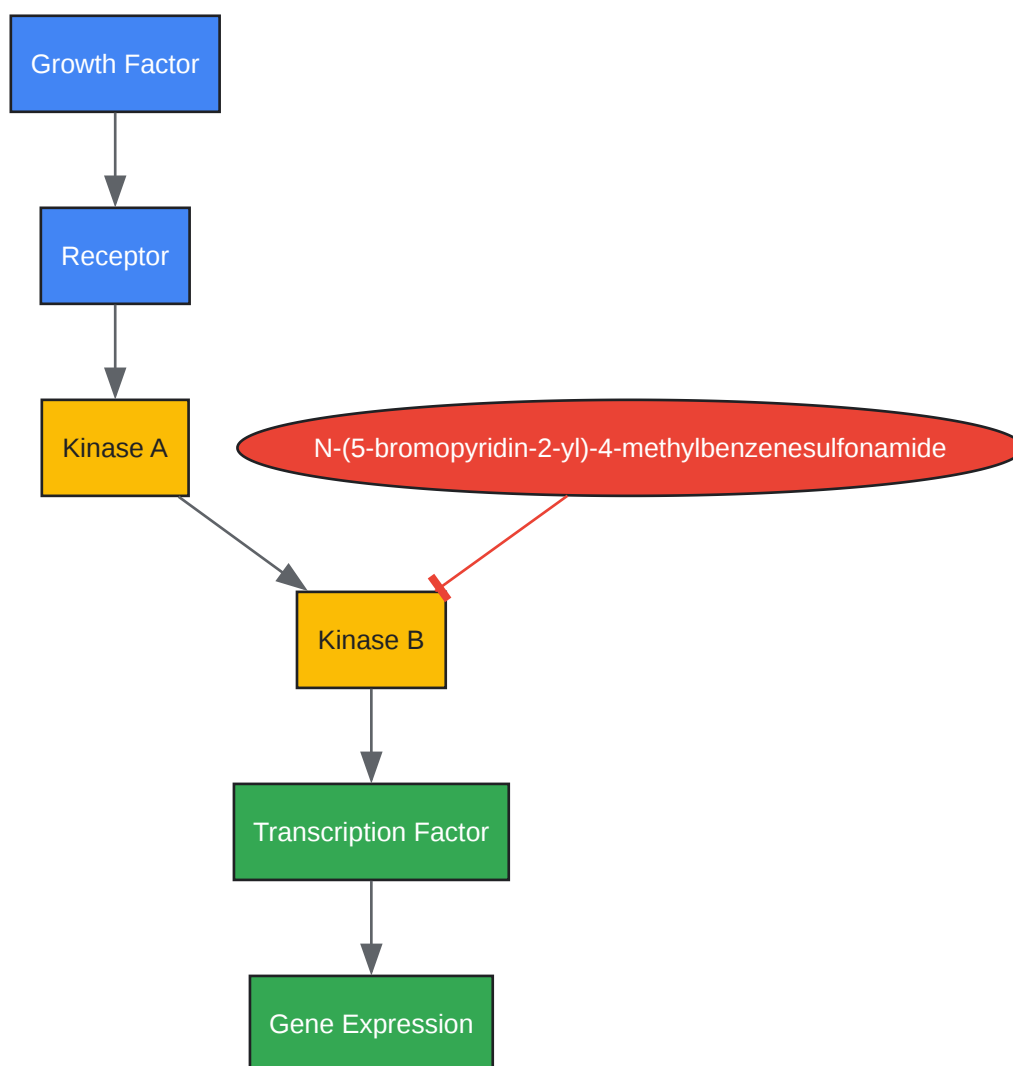 Growth Factor
Receptor
Kinase A
N-(5-bromopyridin-2-yl)-4-methylbenzenesulfonamide
Kinase B
Transcription Factor
Gene Expression